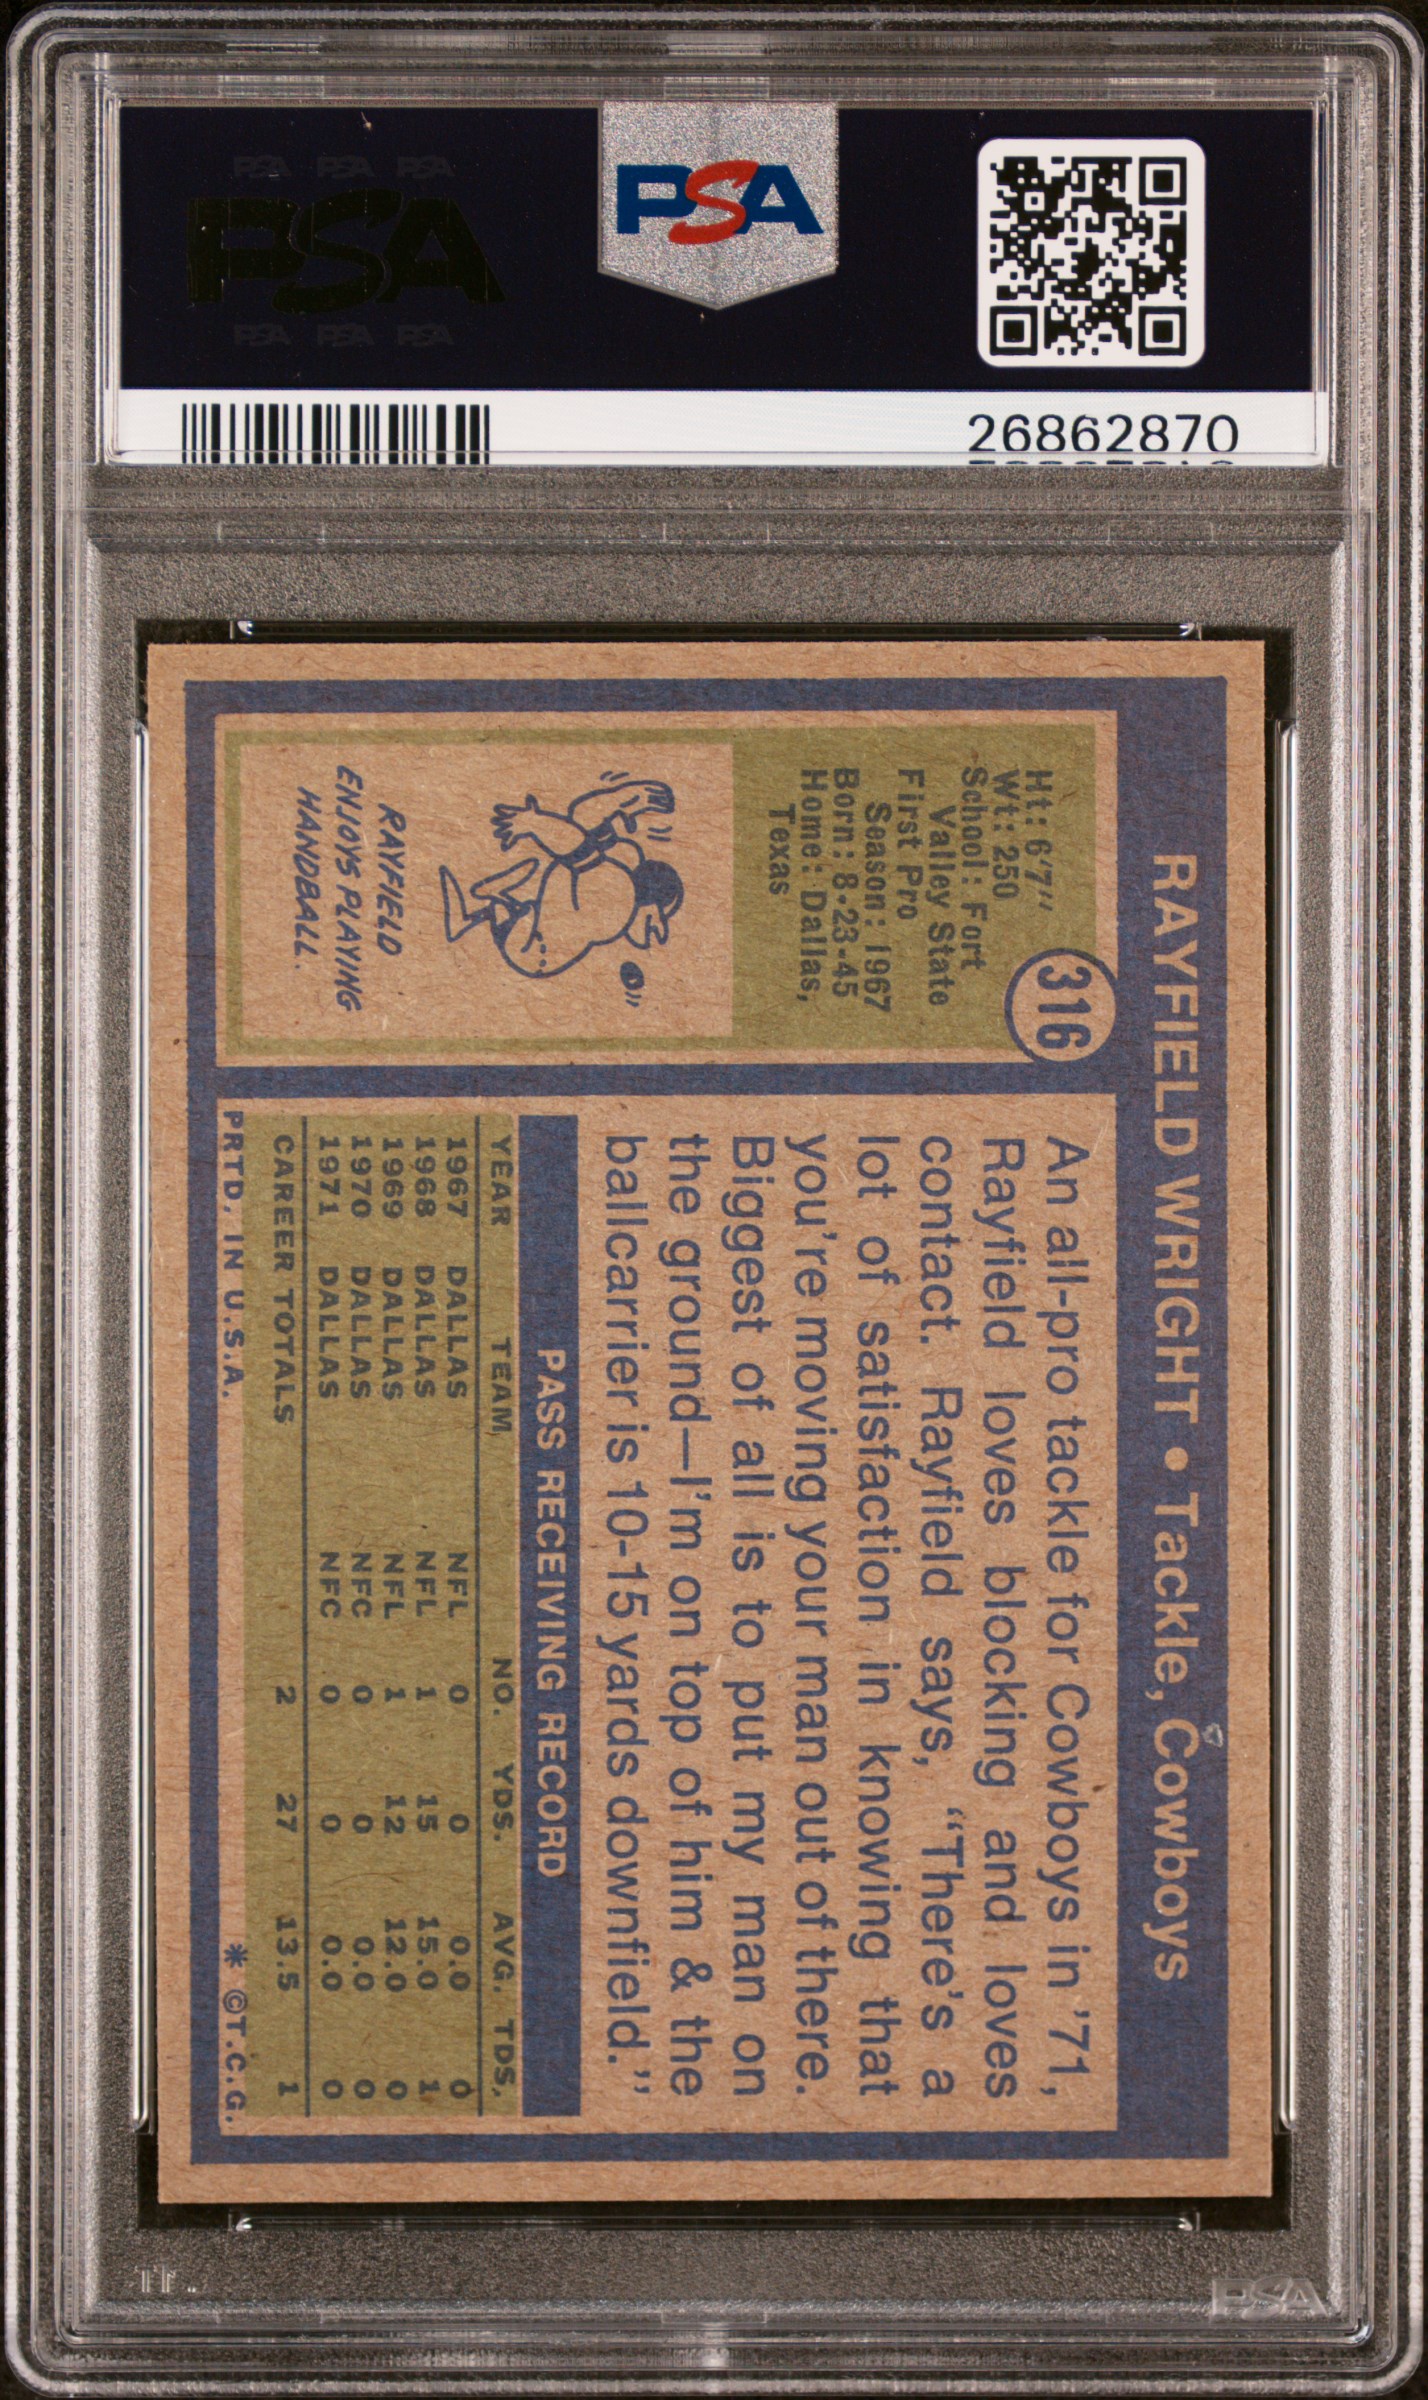 PSA PSA PSA
PSA
PSA PSA PSA
PSA
26862870
RAYFIELD WRIGHT • Tackle, Cowboys
316
Ht: 6'7"
Wt: 250
School: Fort
Valley State
First Pro
Season: 1967
Born: 8-23-45
Home: Dallas,
Texas
RAYFIELD
ENJOYS PLAYING
HANDBALL.
An all-pro tackle for Cowboys in '71,
Rayfield loves blocking and loves
contact. Rayfield says, "There's a
lot of satisfaction in knowing that
you're moving your man out of there.
Biggest of all is to put my man on
the ground—I'm on top of him & the
ballcarrier is 10-15 yards downfield."
PASS RECEIVING RECORD
YEAR TEAM NO. YDS. AVG. TDS.
1967 DALLAS NFL 0 0 0.0 0
1968 DALLAS NFL 1 15 15.0 1
1969 DALLAS NFL 1 12 12.0 0
1970 DALLAS NFC 0 0 0.0 0
1971 DALLAS NFC 0 0 0.0 0
CAREER TOTALS 2 27 13.5 1
PRTD. IN U.S.A. * ©T.C.G.
PSA